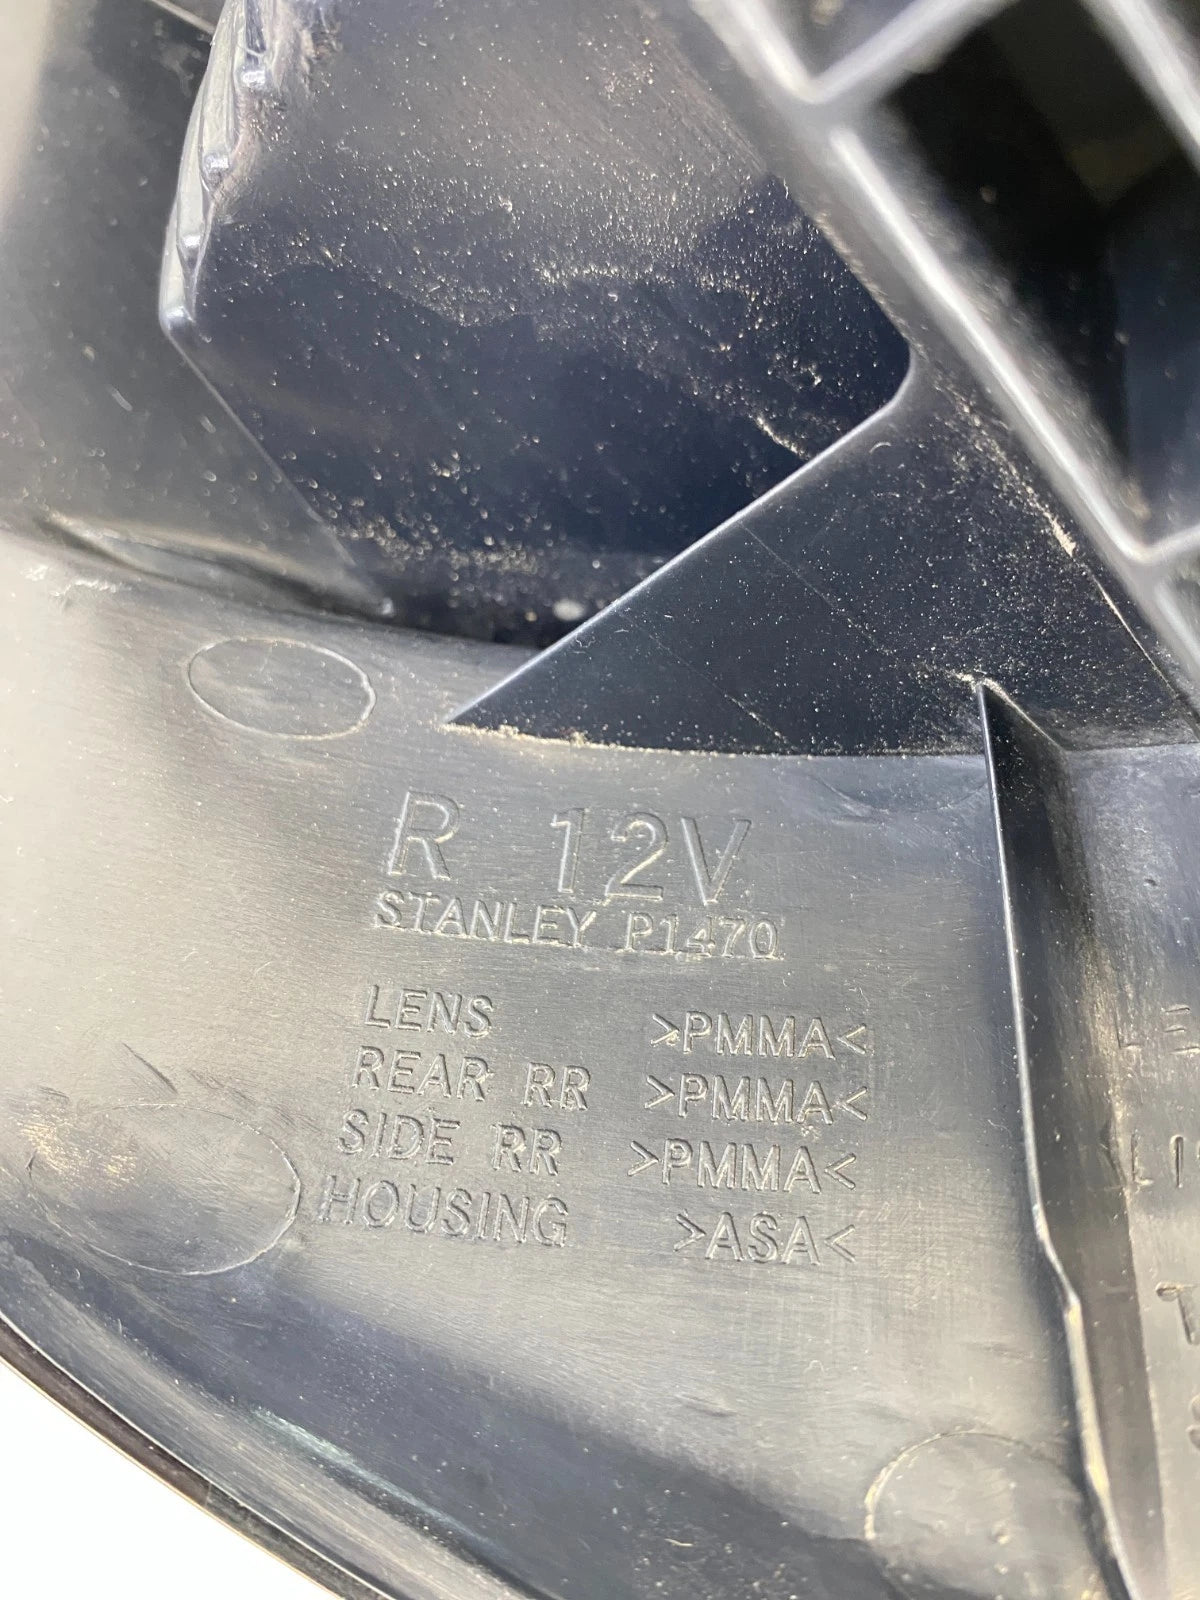 R 12V
STANLEY P1470
LENS >PMMA<
REAR RR >PMMA<
SIDE RR >PMMA<
HOUSING >ASA<